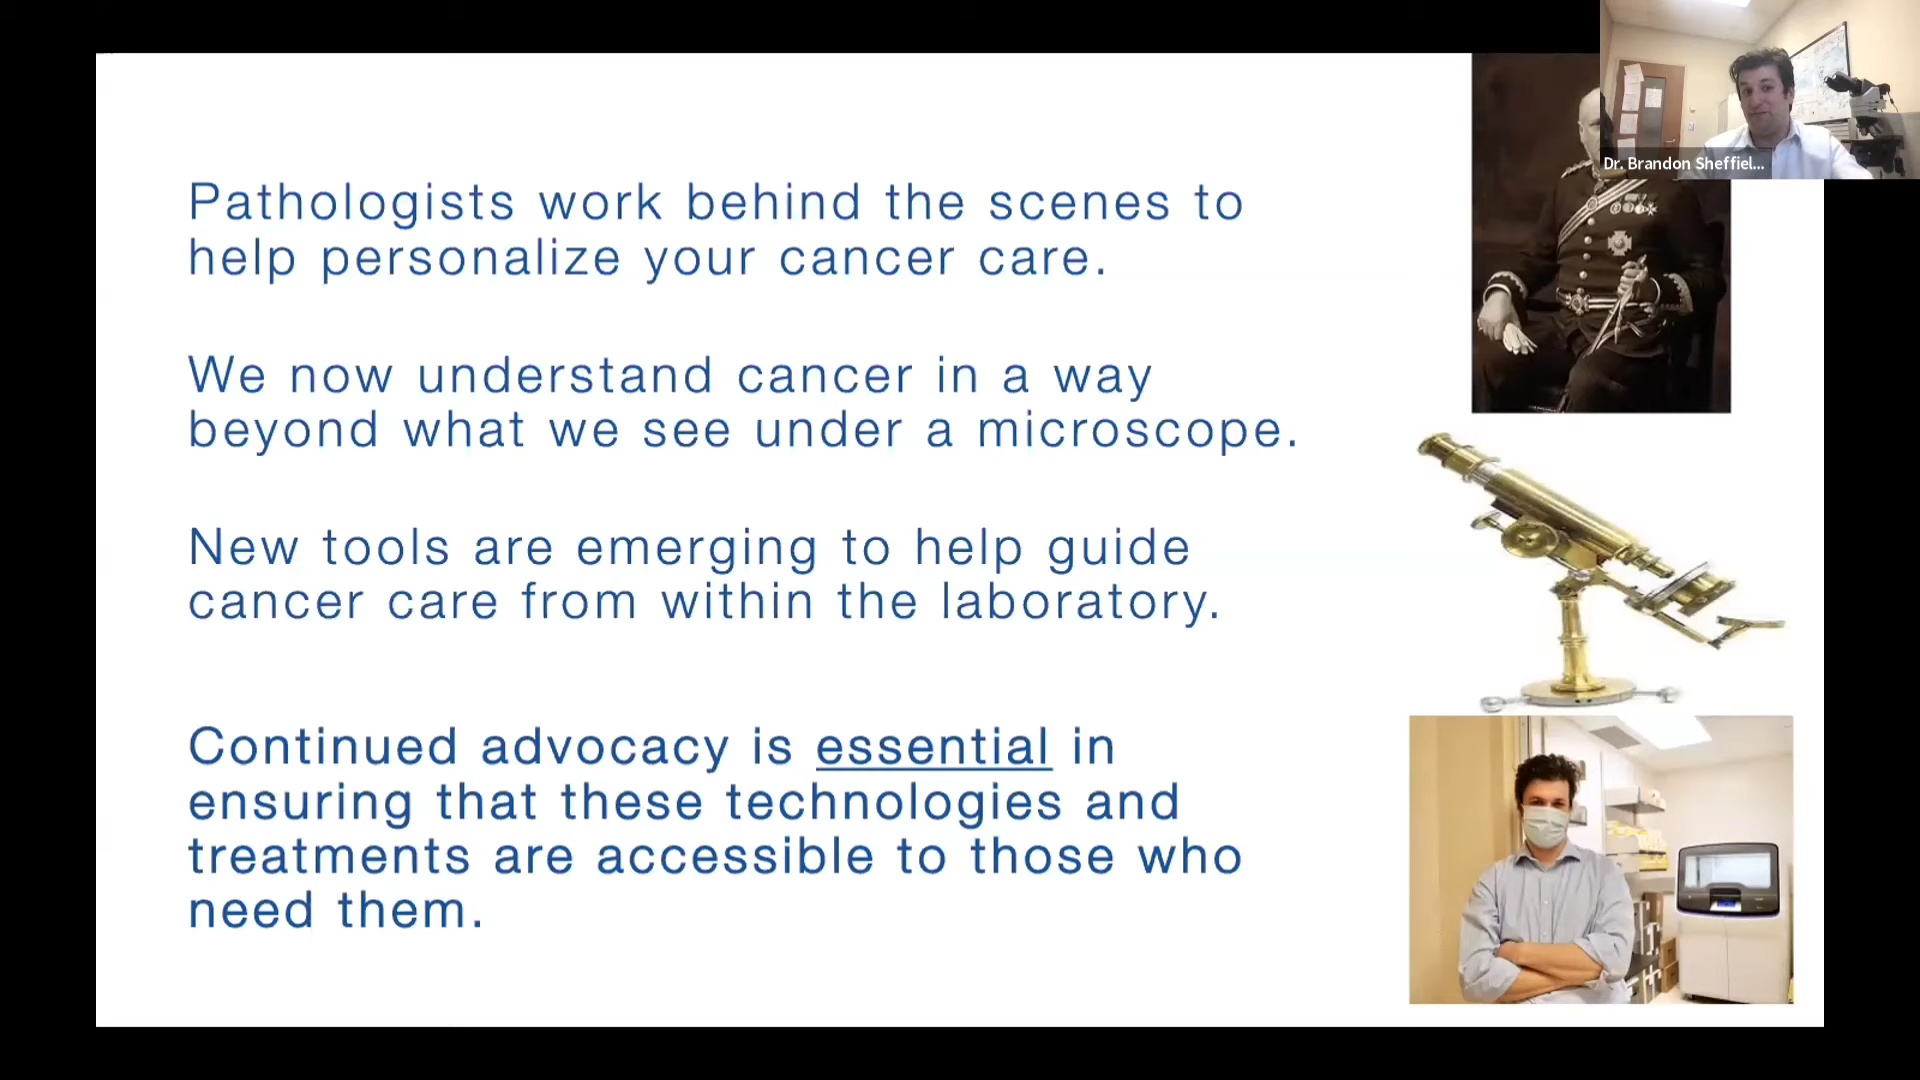 Pathologists work behind the scenes to
help personalize your cancer care.
We now understand cancer in a way
beyond what we see under a microscope.
New tools are emerging to help guide
cancer care from within the laboratory.
Continued advocacy is essential in
ensuring that these technologies and
treatments are accessible to those who
need them.
Dr. Brandon Sheffiel...